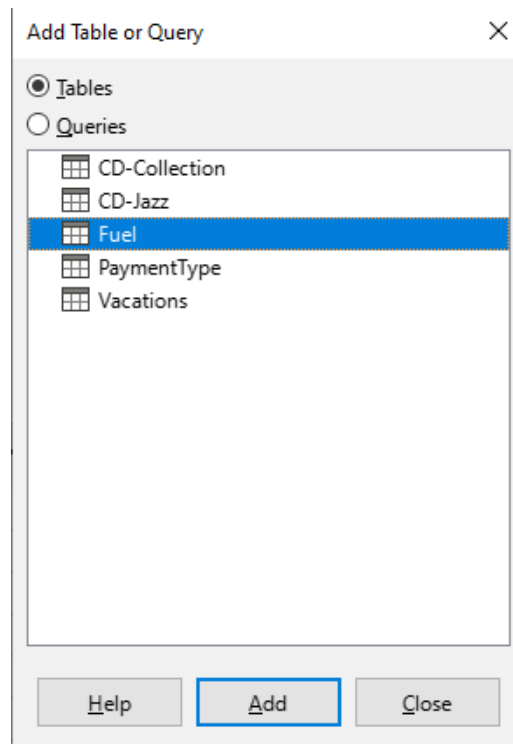 Add Table or Query
Tables
Queries
CD-Collection
CD-Jazz
Fuel
PaymentType
Vacations
Help Add Close